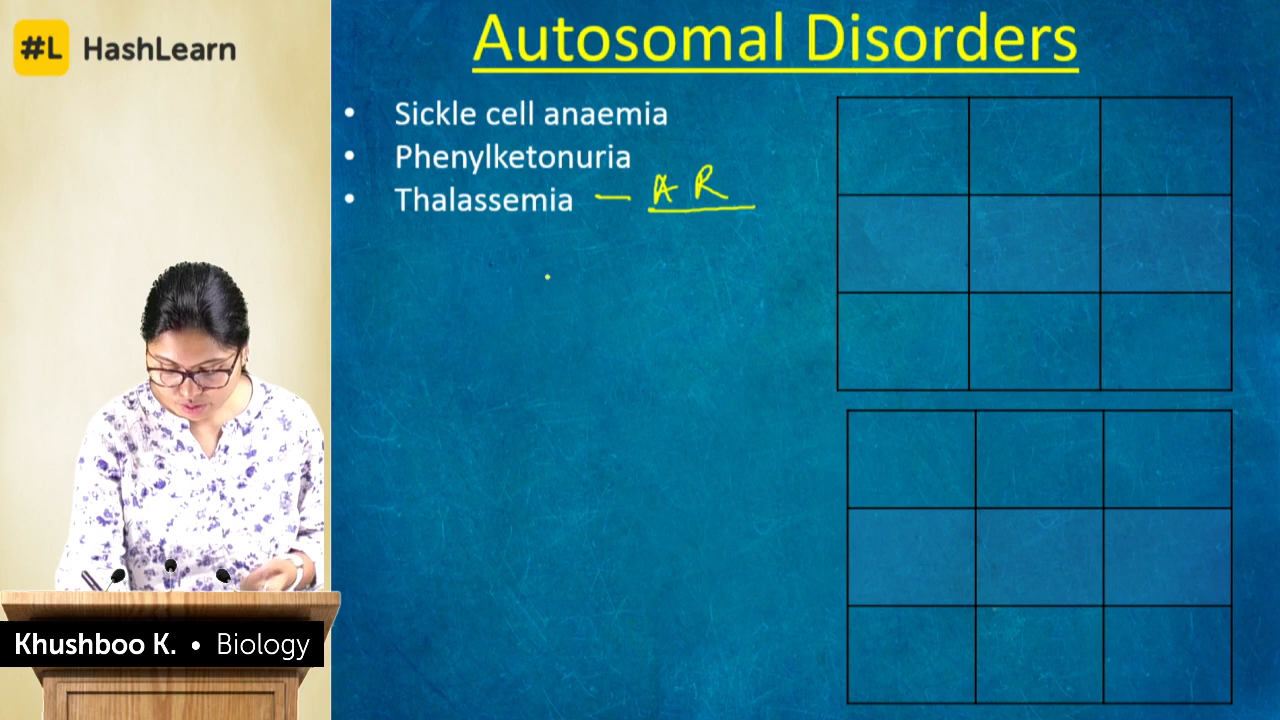 #L HashLearn
Autosomal Disorders
• Sickle cell anaemia
• Phenylketonuria
• Thalassemia — A R
Khushboo K. • Biology